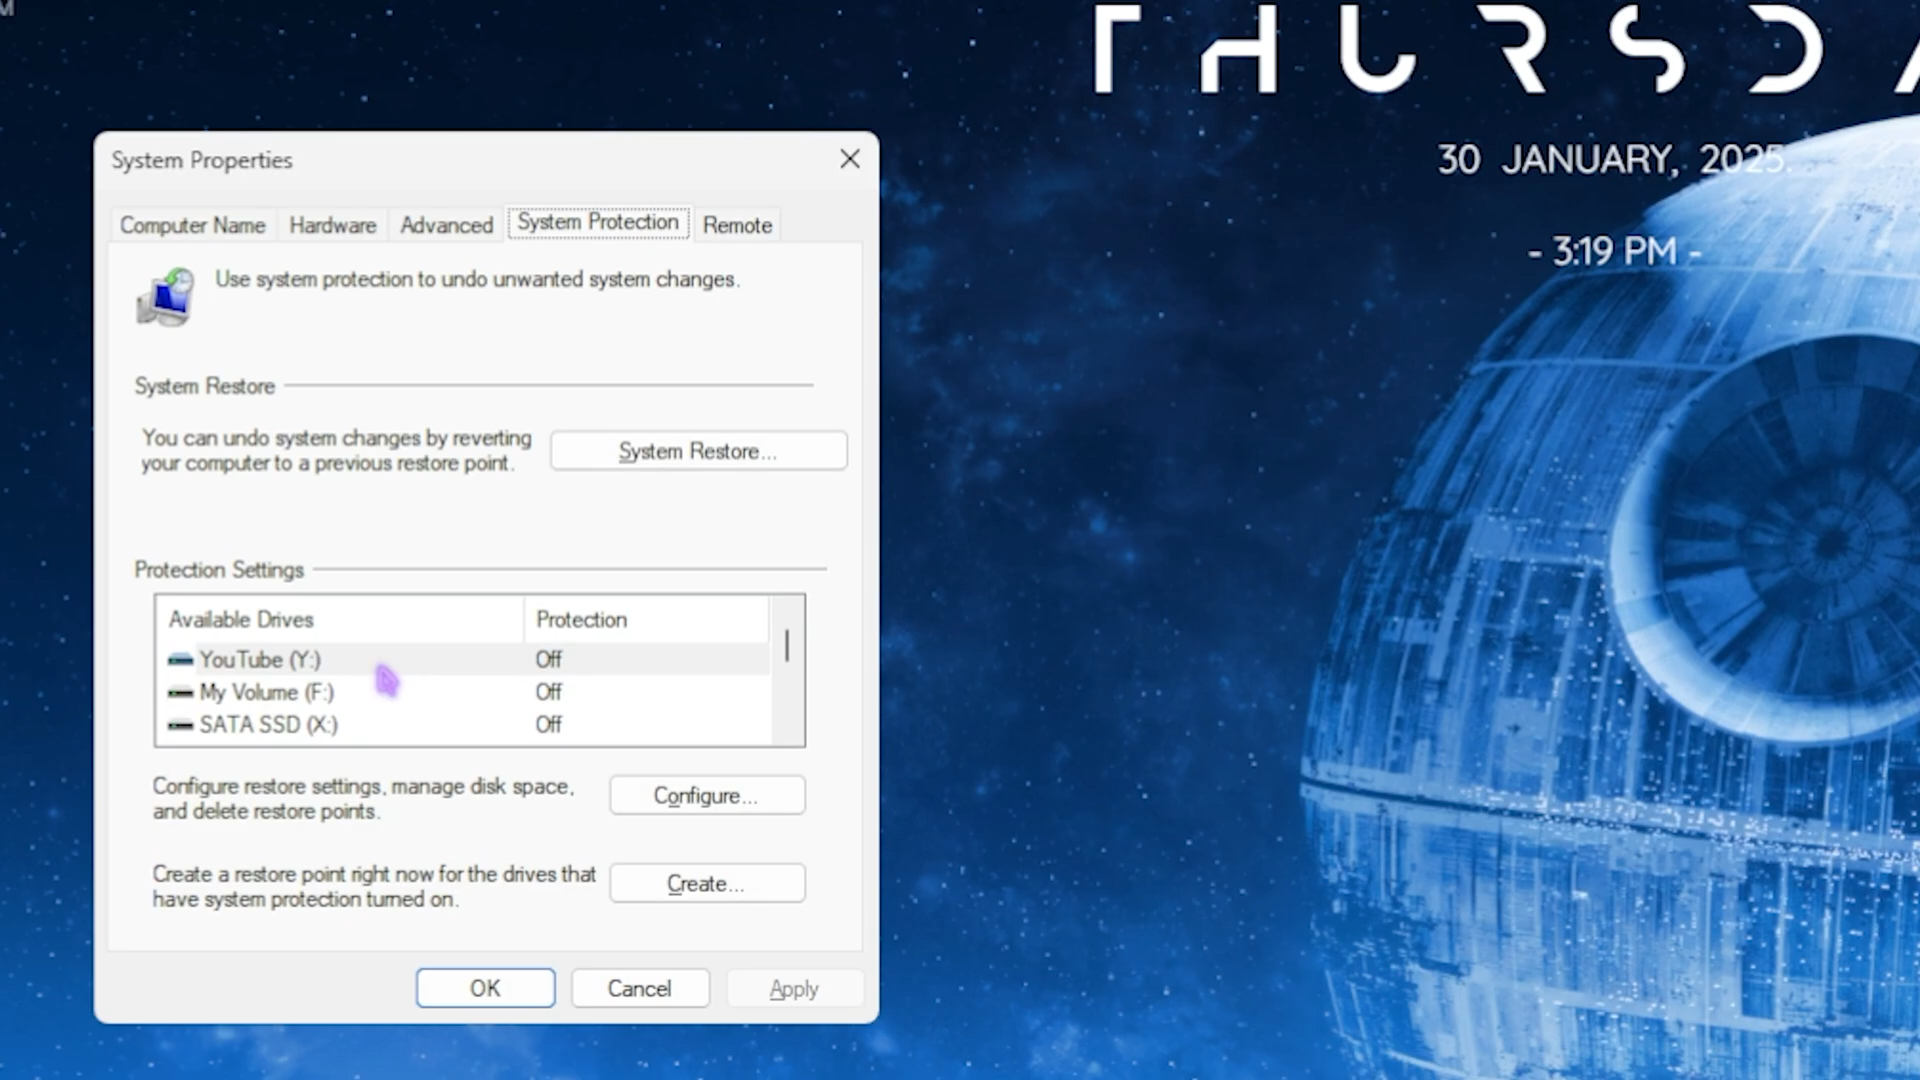 THURSDA
30 JANUARY, 2025.
- 3:19 PM -
System Properties
Computer Name
Hardware
Advanced
System Protection
Remote
Use system protection to undo unwanted system changes.
System Restore
You can undo system changes by reverting
your computer to a previous restore point.
System Restore...
Protection Settings
Available Drives
Protection
YouTube (Y:)
Off
My Volume (F:)
Off
SATA SSD (X:)
Off
Configure restore settings, manage disk space,
and delete restore points.
Configure...
Create a restore point right now for the drives that
have system protection turned on.
Create...
OK
Cancel
Apply